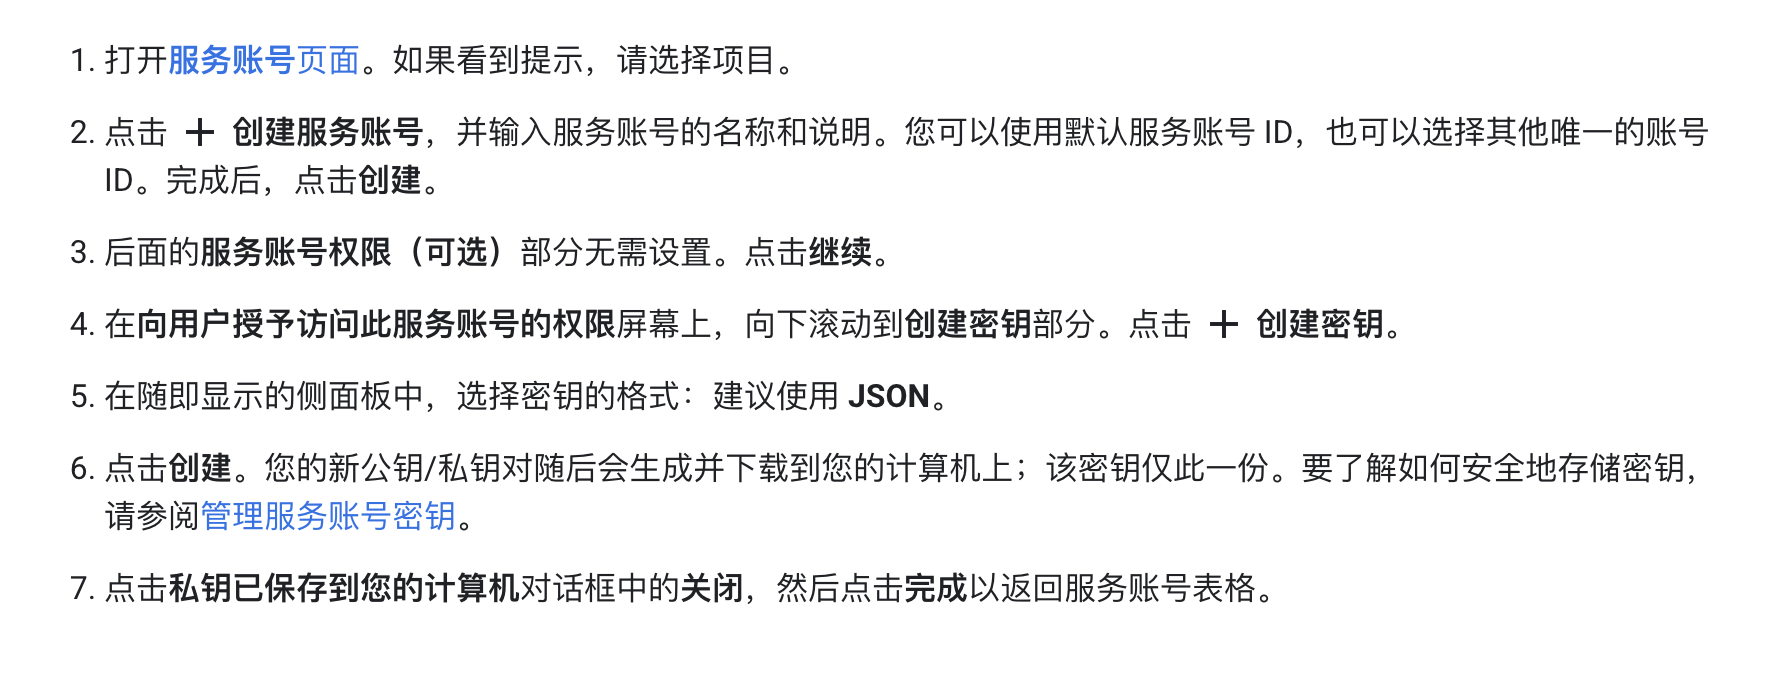 1. 打开服务账号页面。如果看到提示，请选择项目。
2. 点击 + 创建服务账号，并输入服务账号的名称和说明。您可以使用默认服务账号 ID，也可以选择其他唯一的账号
ID。完成后，点击创建。
3. 后面的服务账号权限（可选）部分无需设置。点击继续。
4. 在向用户授予访问此服务账号的权限屏幕上，向下滚动到创建密钥部分。点击 + 创建密钥。
5. 在随即显示的侧面板中，选择密钥的格式：建议使用 JSON。
6. 点击创建。您的新公钥/私钥对随后会生成并下载到您的计算机上；该密钥仅此一份。要了解如何安全地存储密钥，
请参阅管理服务账号密钥。
7. 点击私钥已保存到您的计算机对话框中的关闭，然后点击完成以返回服务账号表格。